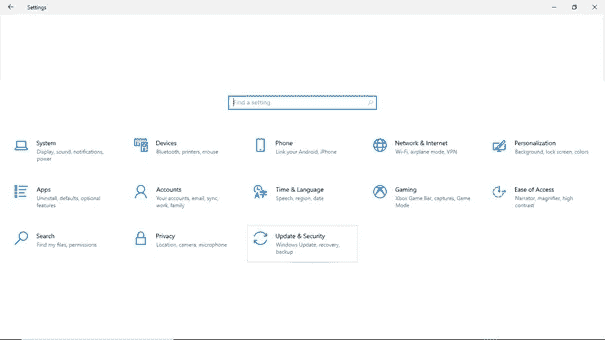 Settings
Find a setting
System
Display, sound, notifications,
power
Devices
Bluetooth, printers, mouse
Phone
Link your Android, iPhone
Network & Internet
Wi-Fi, airplane mode, VPN
Personalization
Background, lock screen, colors
Apps
Uninstall, defaults, optional
features
Accounts
Your accounts, email, sync,
work, family
Time & Language
Speech, region, date
Gaming
Xbox Game Bar, captures, Game
Mode
Ease of Access
Narrator, magnifier, high
contrast
Search
Find my files, permissions
Privacy
Location, camera, microphone
Update & Security
Windows Update, recovery,
backup